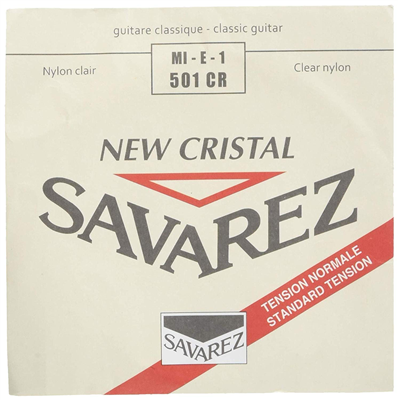 guitare classique - classic guitar
MI - E - 1
501 CR
Nylon clair
Clear nylon
NEW CRISTAL
SAVAREZ
TENSION NORMALE
STANDARD TENSION
SAVAREZ